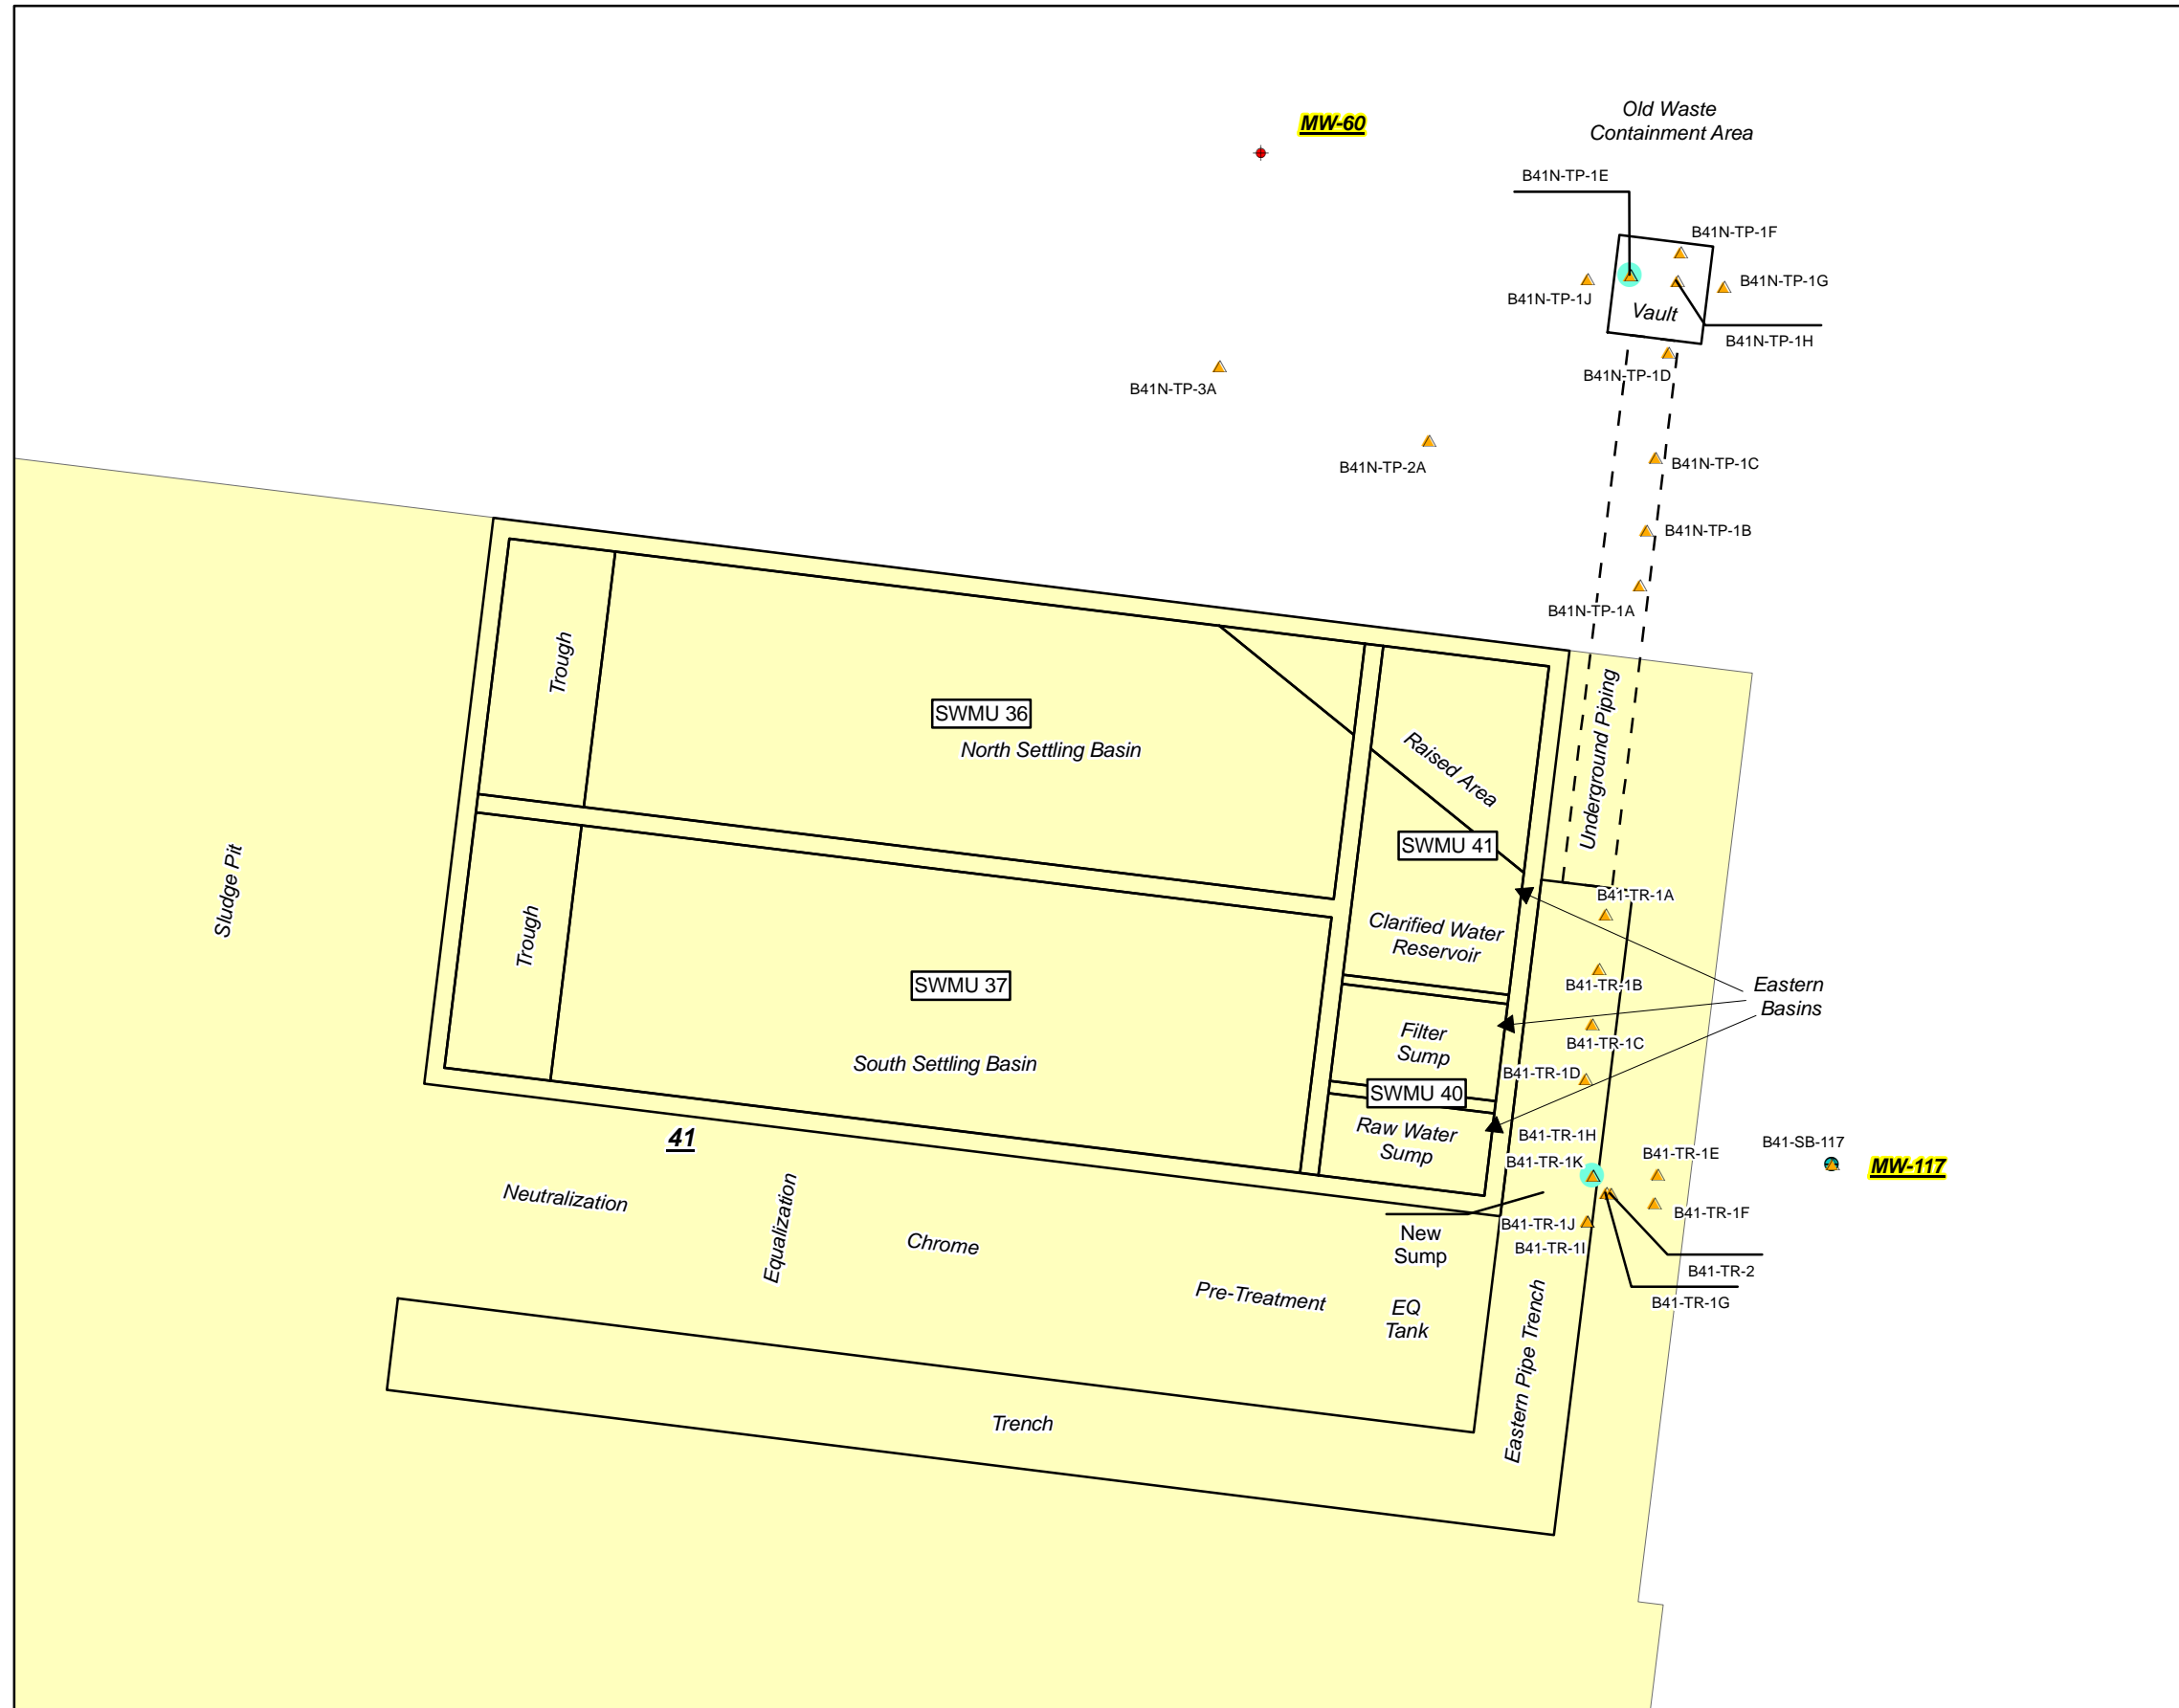 Old Waste
Containment Area
MW-60
B41N-TP-1E
B41N-TP-1F
B41N-TP-1G
B41N-TP-1J
Vault
B41N-TP-1H
B41N-TP-1D
B41N-TP-3A
B41N-TP-2A
B41N-TP-1C
B41N-TP-1B
B41N-TP-1A
Trough
SWMU 36
North Settling Basin
Raised Area
Underground Piping
SWMU 41
Sludge Pit
B41-TR-1A
Trough
Clarified Water
Reservoir
SWMU 37
B41-TR-1B
Eastern
Basins
Filter
Sump
B41-TR-1C
South Settling Basin
B41-TR-1D
SWMU 40
Raw Water
Sump
41
B41-TR-1H
B41-TR-1K
B41-TR-1E
B41-SB-117
MW-117
Neutralization
Equalization
Chrome
New
Sump
B41-TR-1J
B41-TR-1I
B41-TR-1F
B41-TR-2
B41-TR-1G
Pre-Treatment
EQ
Tank
Eastern Pipe Trench
Trench